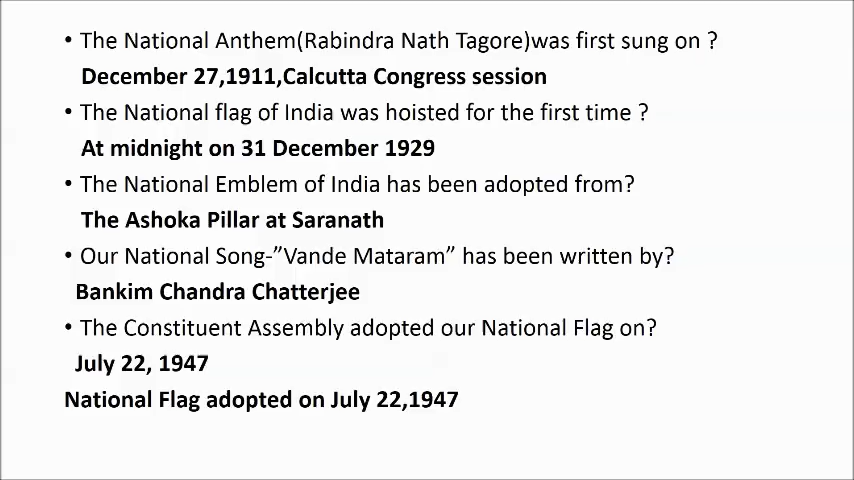 • The National Anthem(Rabindra Nath Tagore)was first sung on ?
December 27,1911,Calcutta Congress session
• The National flag of India was hoisted for the first time ?
At midnight on 31 December 1929
• The National Emblem of India has been adopted from?
The Ashoka Pillar at Saranath
• Our National Song-”Vande Mataram” has been written by?
Bankim Chandra Chatterjee
• The Constituent Assembly adopted our National Flag on?
July 22, 1947
National Flag adopted on July 22,1947